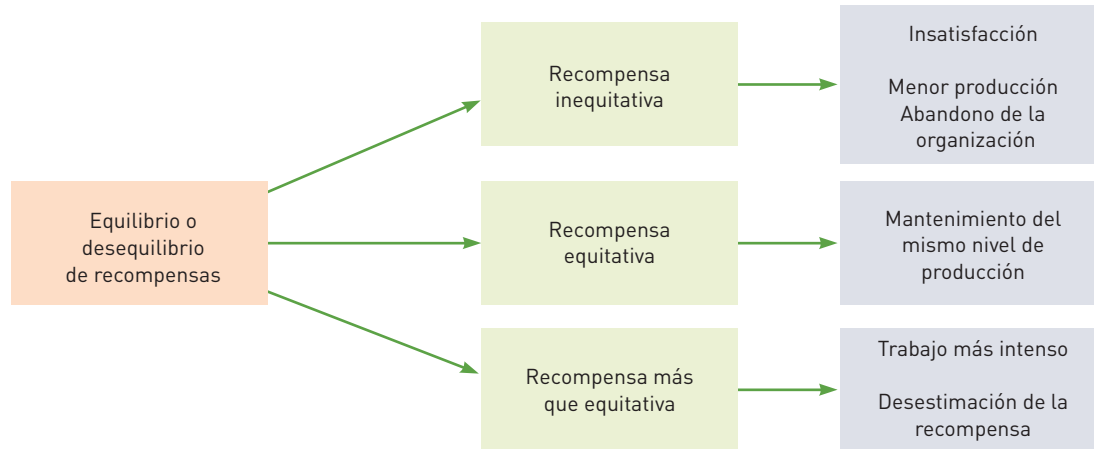 Equilibrio o
desequilibrio
de recompensas
Recompensa
inequitativa
Insatisfacción
Menor producción
Abandono de la
organización
Recompensa
equitativa
Mantenimiento del
mismo nivel de
producción
Recompensa más
que equitativa
Trabajo más intenso
Desestimación de la
recompensa